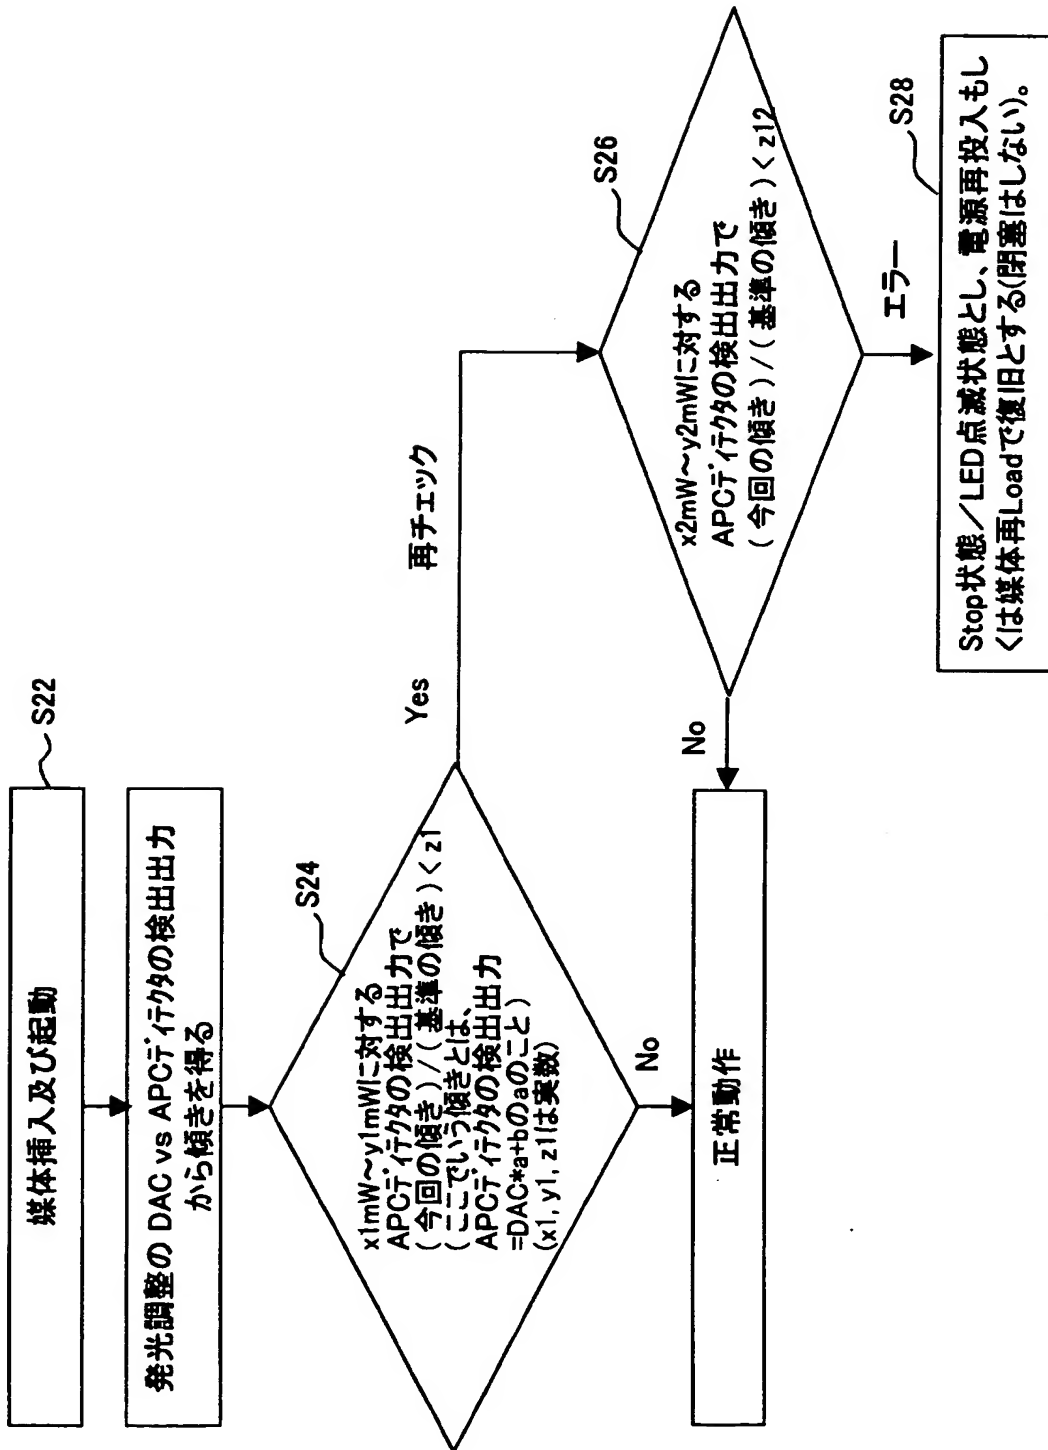 媒体挿入及び起動
S22
発光調整の DAC vs APCディテクタの検出出力
から傾きを得る
S24
x1mW～y1mWに対する
APCディテクタの検出出力で
(今回の傾き)/(基準の傾き)<z1
(ここでいう傾きとは、
APCディテクタの検出出力
=DAC*a+bのaのこと)
(x1,y1,z1は実数)
Yes
再チェック
No
S26
x2mW～y2mWに対する
APCディテクタの検出出力で
(今回の傾き)/(基準の傾き)<z12
No
エラー
正常動作
S28
Stop状態／LED点滅状態とし、電源再投入もし
くは媒体再Loadで復旧とする(閉塞はしない)。